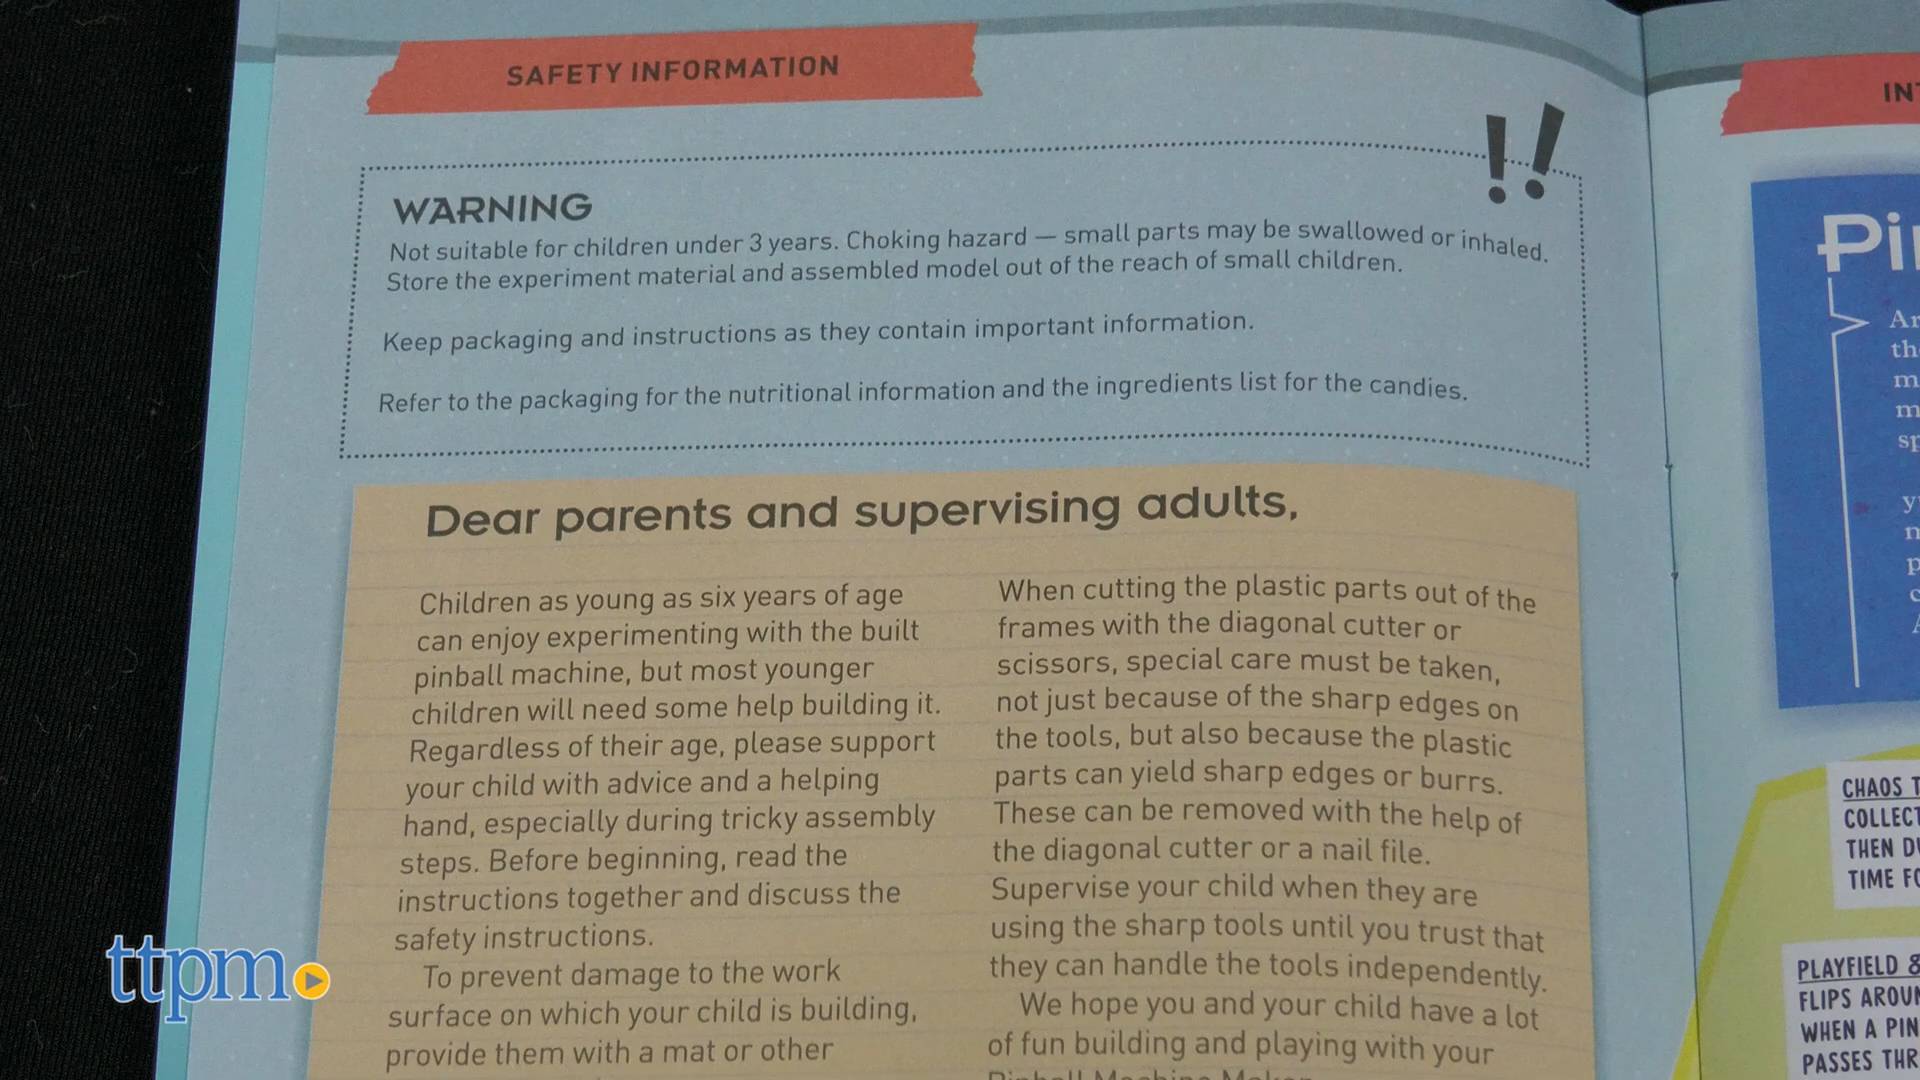 SAFETY INFORMATION
WARNING
Not suitable for children under 3 years. Choking hazard — small parts may be swallowed or inhaled.
Store the experiment material and assembled model out of the reach of small children.
Keep packaging and instructions as they contain important information.
Refer to the packaging for the nutritional information and the ingredients list for the candies.
Dear parents and supervising adults,
Children as young as six years of age
can enjoy experimenting with the built
pinball machine, but most younger
children will need some help building it.
Regardless of their age, please support
your child with advice and a helping
hand, especially during tricky assembly
steps. Before beginning, read the
instructions together and discuss the
safety instructions.
To prevent damage to the work
surface on which your child is building,
provide them with a mat or other
When cutting the plastic parts out of the
frames with the diagonal cutter or
scissors, special care must be taken,
not just because of the sharp edges on
the tools, but also because the plastic
parts can yield sharp edges or burrs.
These can be removed with the help of
the diagonal cutter or a nail file.
Supervise your child when they are
using the sharp tools until you trust that
they can handle the tools independently.
We hope you and your child have a lot
of fun building and playing with your
Pinball Machine Maker
CHAOS
COLLECT
THEN
TIME
PLAYFIELD &
FLIPS
WHEN A PIN
PASSES
ttpm